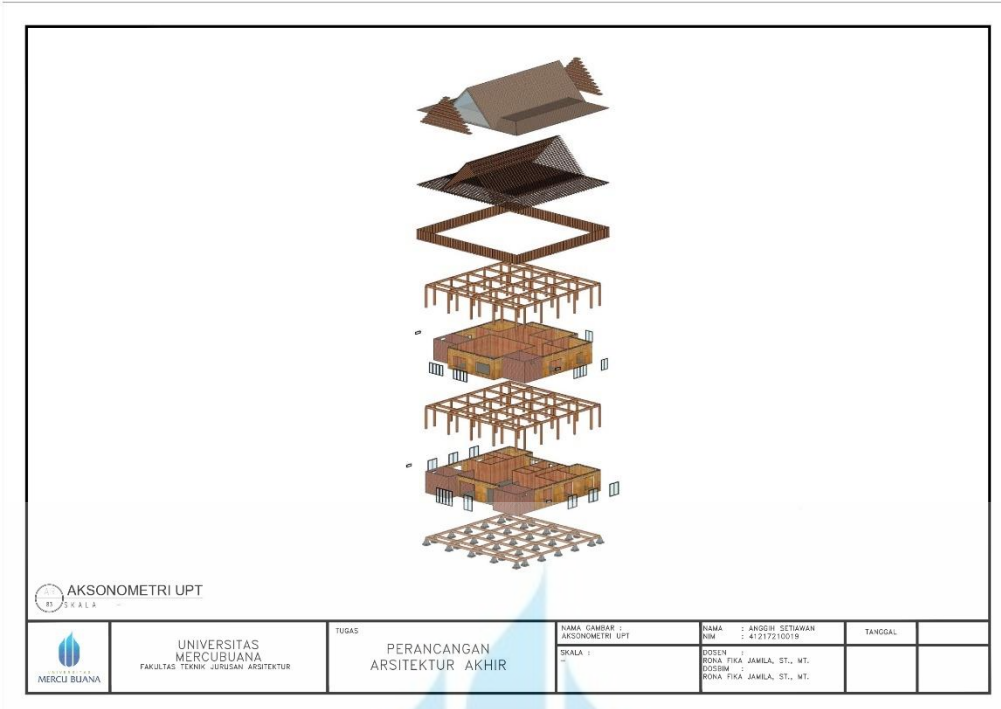 AKSONOMETRI UPT
SKALA
UNIVERSITAS
MERCU BUANA
UNIVERSITAS
MERCUBUANA
FAKULTAS TEKNIK JURUSAN ARSITEKTUR
TUGAS
PERANCANGAN
ARSITEKTUR AKHIR
NAMA GAMBAR :
AKSONOMETRI UPT
SKALA :
-
NAMA : ANGGIH SETIAWAN
NIM : 41217210019
DOSEN :
RONA FIKA JAMILA, ST., MT.
DOSBIM :
RONA FIKA JAMILA, ST., MT.
TANGGAL